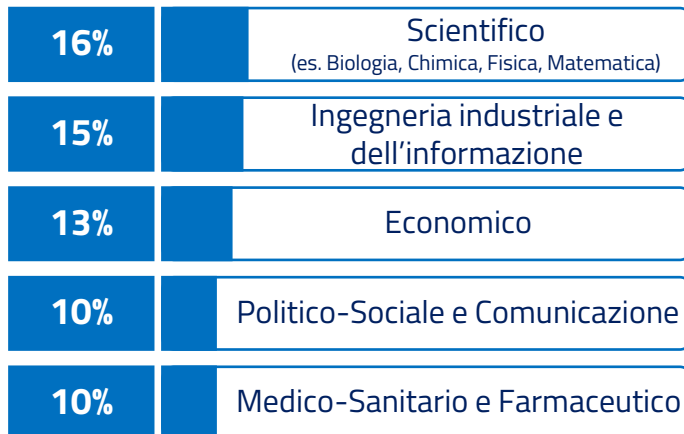 16%
Scientifico
(es. Biologia, Chimica, Fisica, Matematica)
15%
Ingegneria industriale e
dell’informazione
13%
Economico
10%
Politico-Sociale e Comunicazione
10%
Medico-Sanitario e Farmaceutico